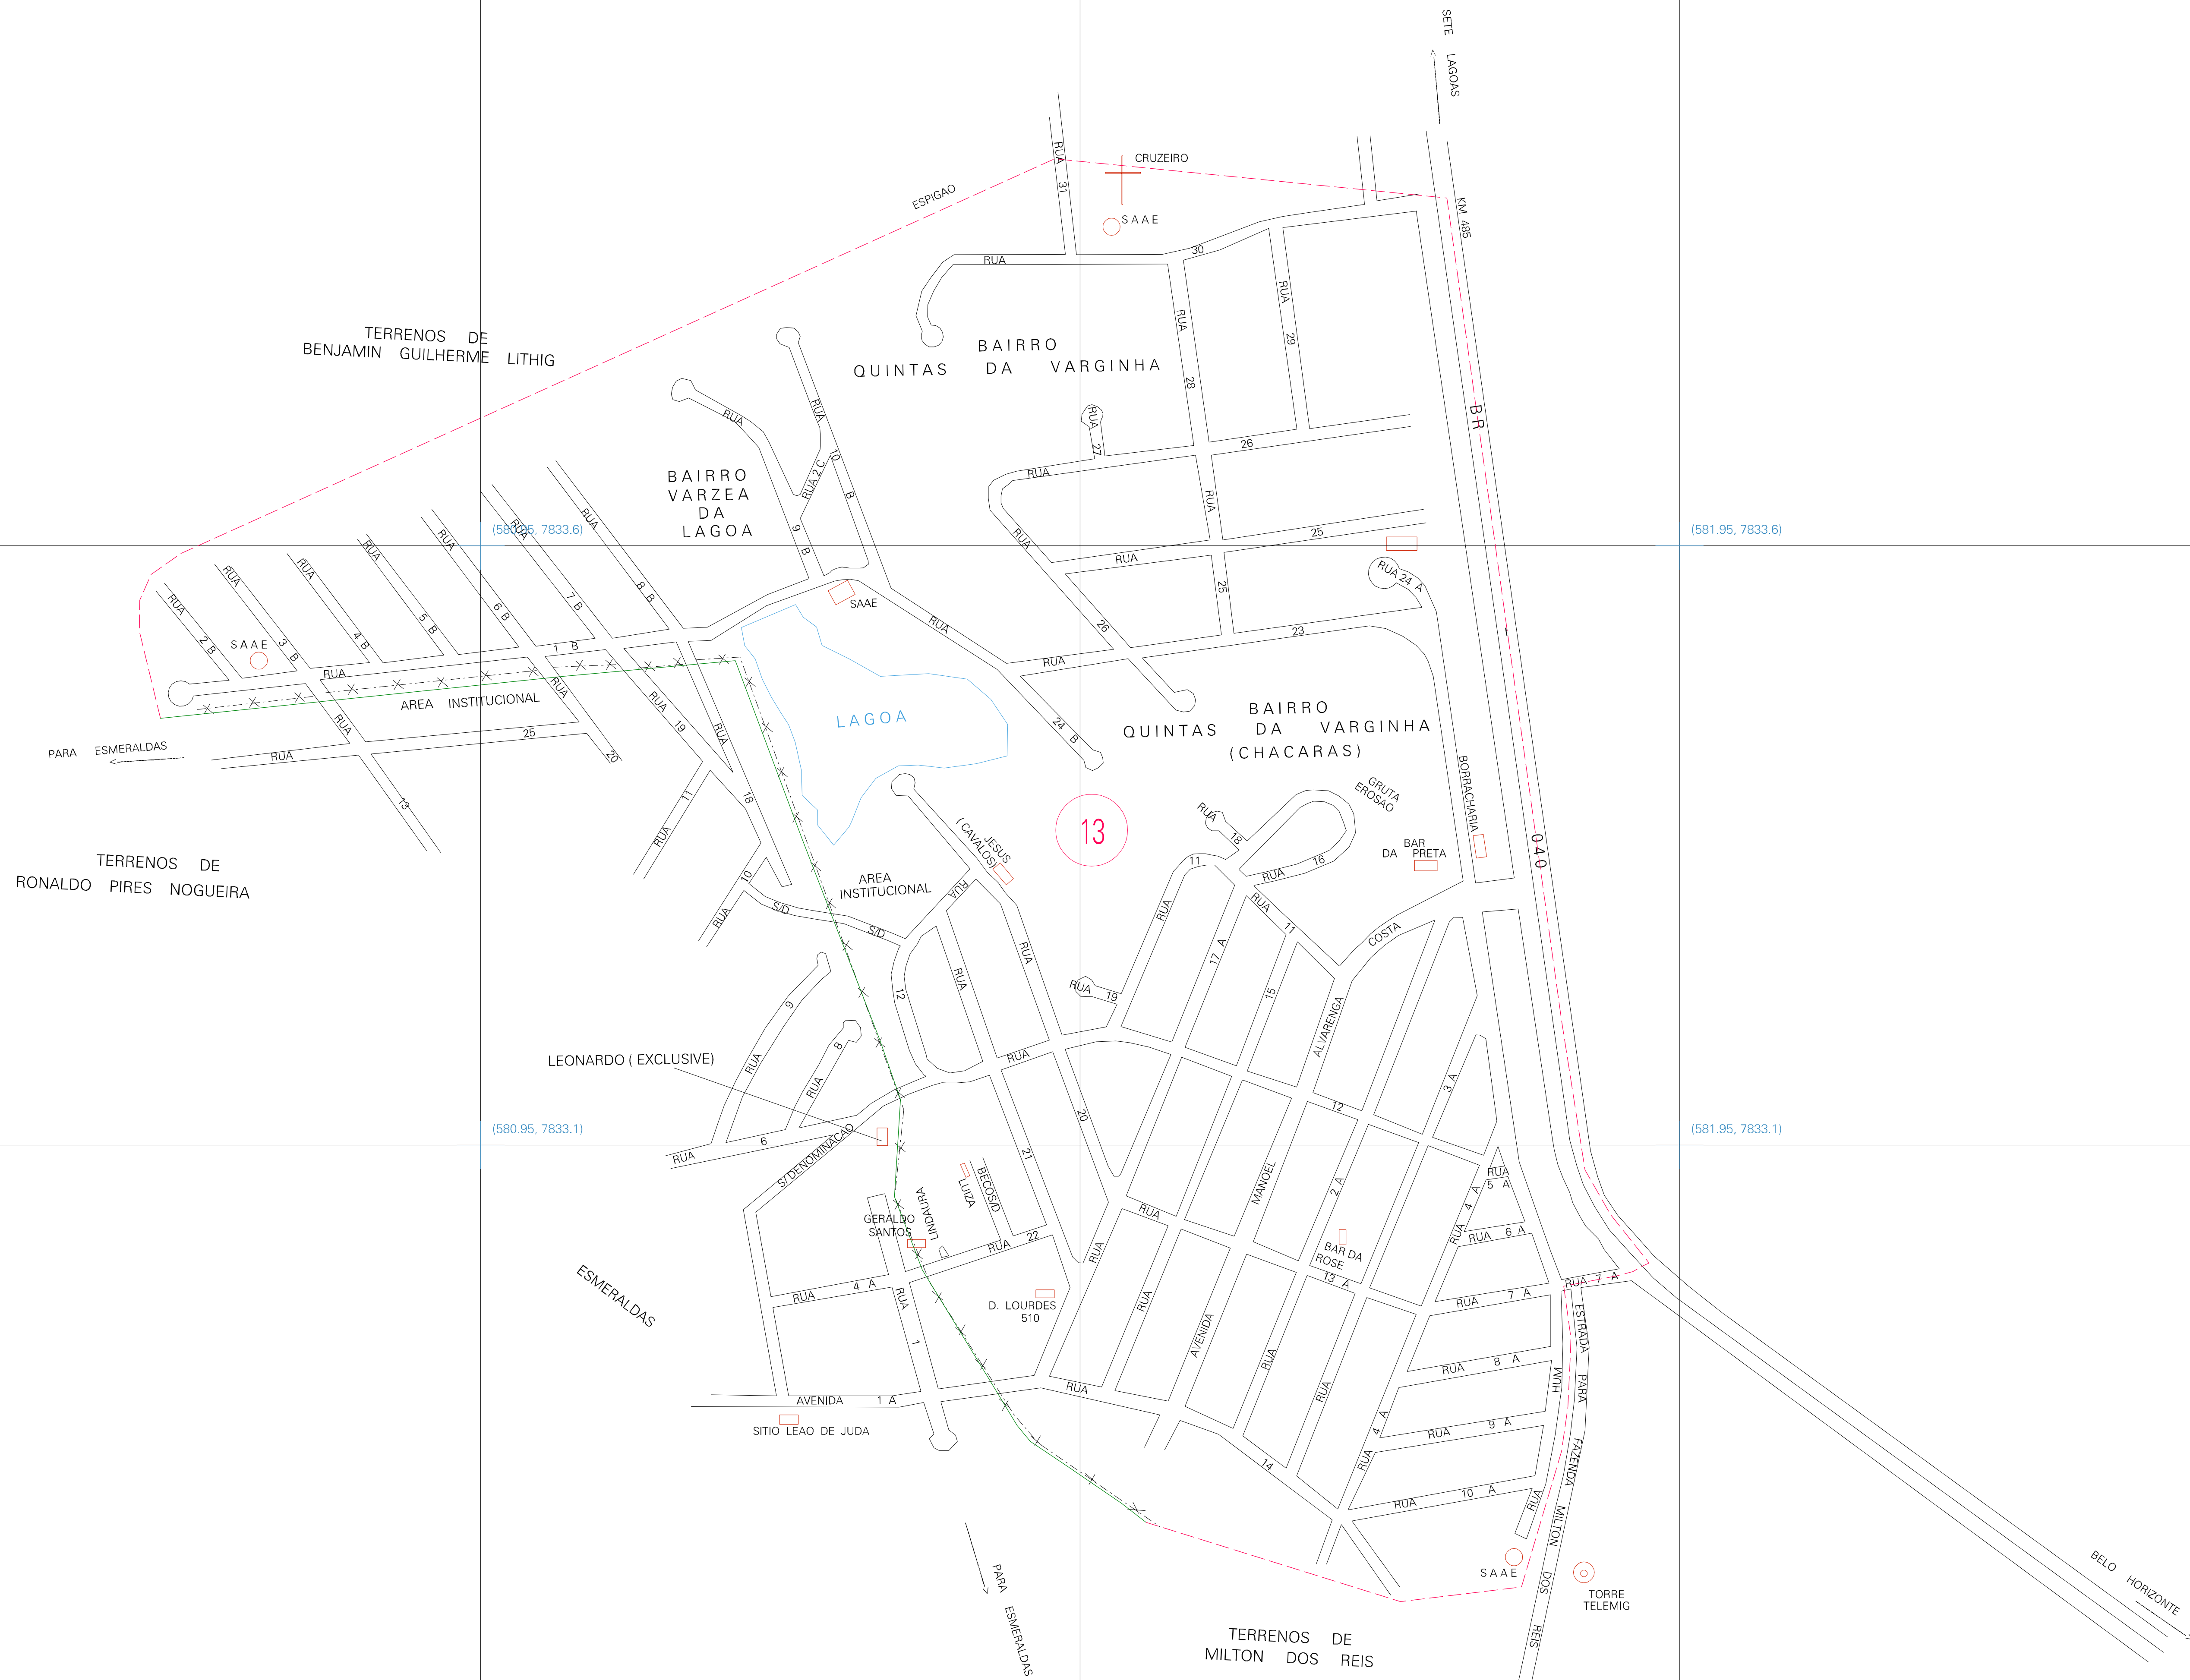 SETE LAGOAS
CRUZEIRO
RUA 31
ESPIGAO
SAAE
KM 485
RUA 30
RUA 29
TERRENOS DE
BENJAMIN GUILHERME LITHIG
BAIRRO
QUINTAS DA VARGINHA
RUA 28
RUA
RUA 10 B
RUA 2 C
RUA 27
BR
RUA 26
BAIRRO
VARZEA
DA
LAGOA
RUA 9 B
RUA
(580.95, 7833.6)
(581.95, 7833.6)
RUA 8 B
RUA 7 B
RUA 6 B
RUA 5 B
RUA 4 B
RUA 3 B
RUA 2 B
RUA 25
RUA 25
RUA 26
RUA 24 A
SAAE
SAAE
RUA 1 B
RUA 23
RUA 24 B
AREA INSTITUCIONAL
RUA 20
RUA 19
RUA 18
LAGOA
BAIRRO
QUINTAS DA VARGINHA
(CHACARAS)
PARA ESMERALDAS
RUA 25
RUA 13
RUA 11
BORRACHARIA
GRUTA
EROSAO
13
RUA 18
JESUS
(CAVALOS)
BAR
DA PRETA
040
TERRENOS DE
RONALDO PIRES NOGUEIRA
RUA 16
RUA 11
AREA
INSTITUCIONAL
RUA 10
S/D
S/D
RUA 12
RUA 11
COSTA
ALVARENGA
MANOEL
AVENIDA
RUA 17 A
RUA 15
RUA 19
RUA 20
RUA 21
RUA 9
RUA 8
LEONARDO ( EXCLUSIVE)
RUA 12
3 A
RUA
(580.95, 7833.1)
(581.95, 7833.1)
RUA 6
S/ DENOMINACAO
LUIZA
BECOS/D
LINDAURA
GERALDO
SANTOS
RUA 22
2 A
RUA
RUA 4 A
RUA
5 A
RUA 6 A
BAR DA
ROSE
RUA 13 A
RUA
RUA
RUA 7 A
RUA 7 A
ESMERALDAS
RUA 4 A
RUA 1
D. LOURDES
510
RUA 8 A
RUA HUM
ESTRADA PARA FAZENDA MILTON DOS REIS
AVENIDA 1 A
SITIO LEAO DE JUDA
RUA 14
RUA 4 A
RUA 9 A
RUA 10 A
SAAE
TORRE
TELEMIG
PARA ESMERALDAS
BELO HORIZONTE
TERRENOS DE
MILTON DOS REIS